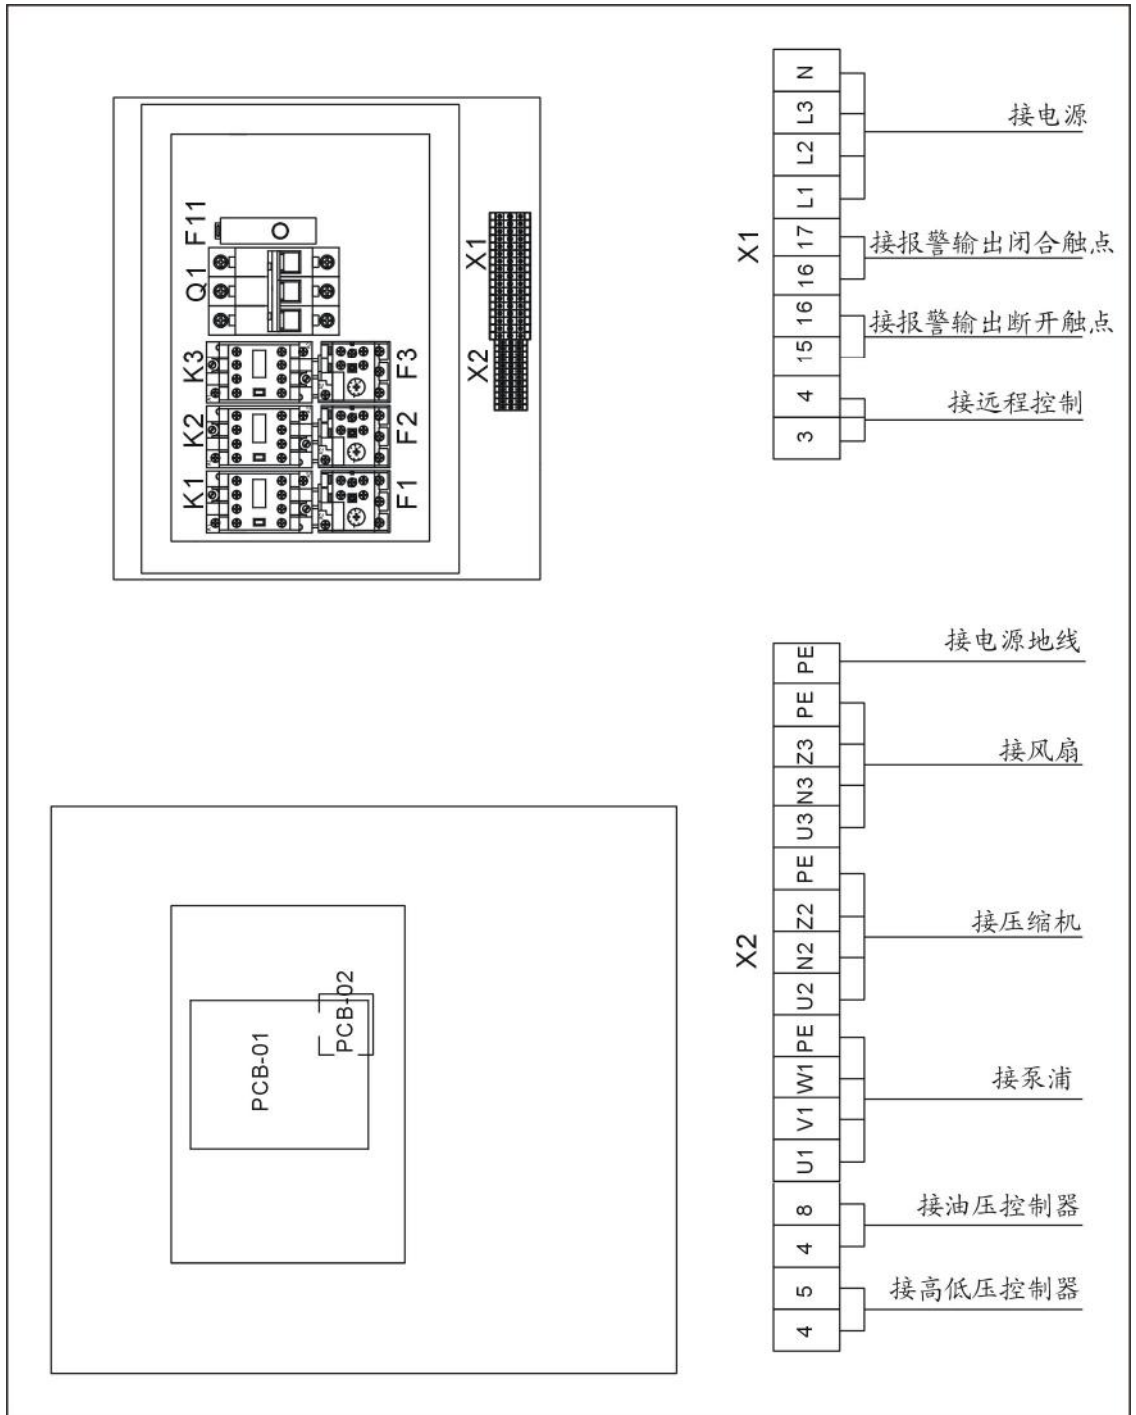 F11
Q1
K3
K2
K1
F3
F2
F1
X1
X2
X1
N
L3
L2
L1
17
16
16
15
4
3
接电源
接报警输出闭合触点
接报警输出断开触点
接远程控制
X2
PE
PE
Z3
N3
U3
PE
Z2
N2
U2
PE
W1
V1
U1
8
4
5
4
接电源地线
接风扇
接压缩机
接泵浦
接油压控制器
接高低压控制器
PCB-01
PCB-02